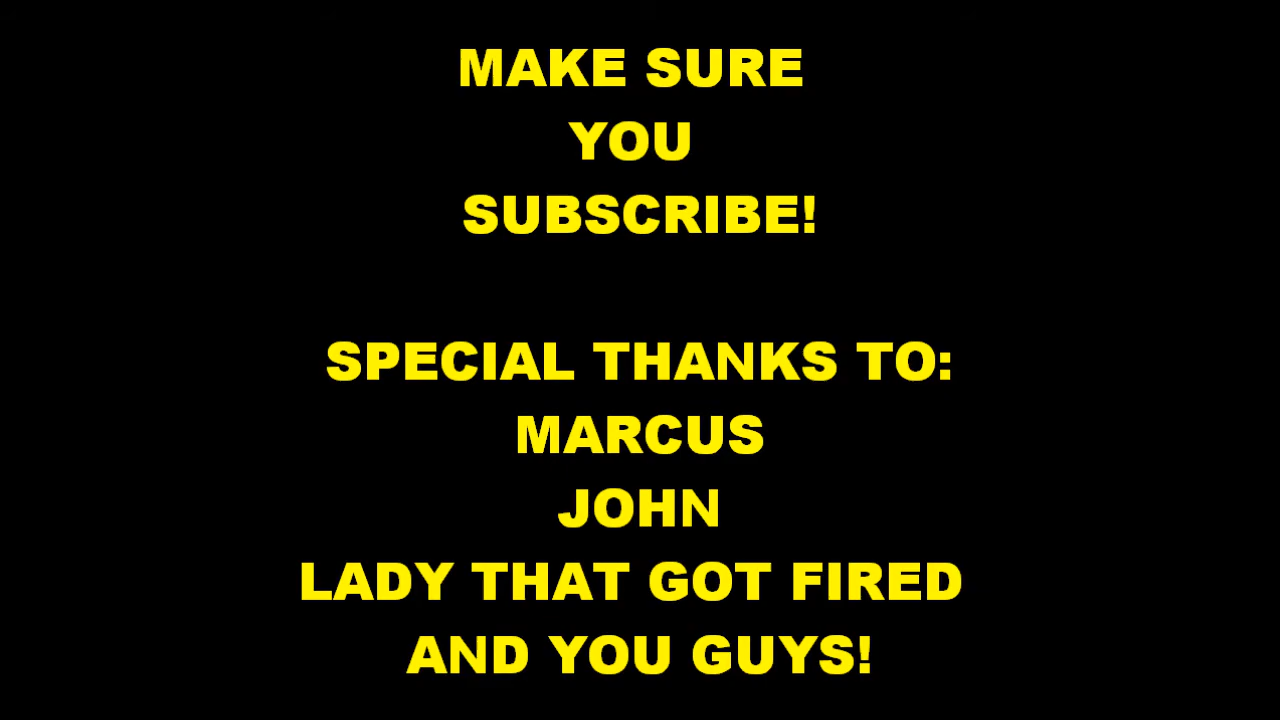 MAKE SURE
YOU
SUBSCRIBE!
SPECIAL THANKS TO:
MARCUS
JOHN
LADY THAT GOT FIRED
AND YOU GUYS!